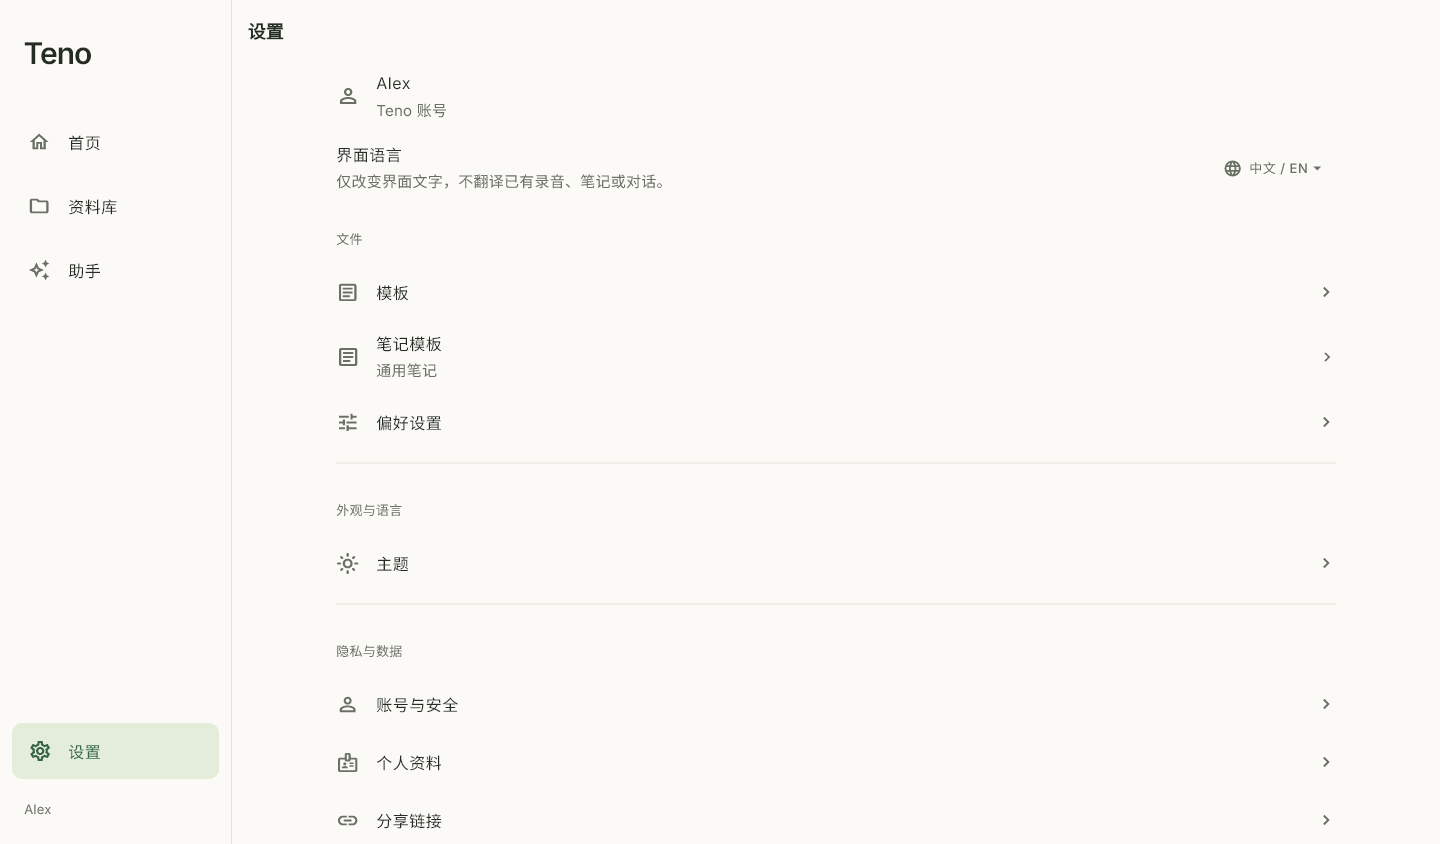 Teno
首页
资料库
助手
设置
Alex
设置
Alex
Teno 账号
界面语言
仅改变界面文字，不翻译已有录音、笔记或对话。
中文 / EN
文件
模板
笔记模板
通用笔记
偏好设置
外观与语言
主题
隐私与数据
账号与安全
个人资料
分享链接